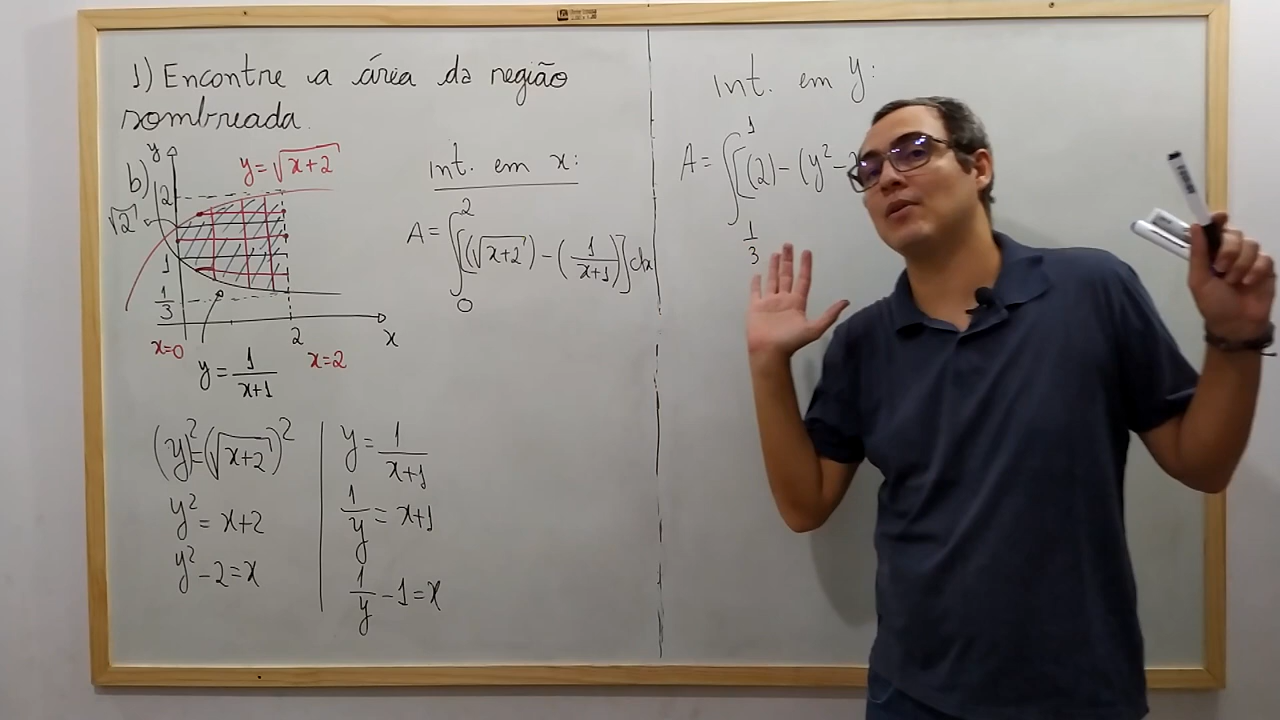 1) Encontre a área da região
sombreada.
b)
y
y = √(x+2)
2
√2
1
1/3
x=0
2
x=2
x
y = 1/(x+1)
Int. em x:
A = ∫₀² [(√(x+2)) − (1/(x+1))] dx
(y)² = (√(x+2))²
y² = x+2
y² − 2 = x
y = 1/(x+1)
1/y = x+1
1/y − 1 = x
Int. em y:
1
A = ∫ [(2) − (y² −
1/3